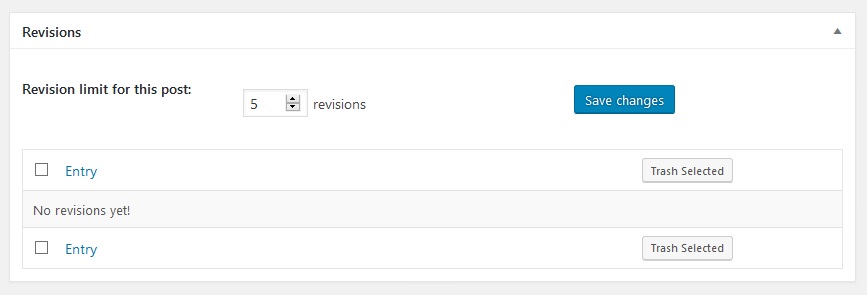 Revisions
Revision limit for this post:
5 revisions
Save changes
Entry
Trash Selected
No revisions yet!
Entry
Trash Selected